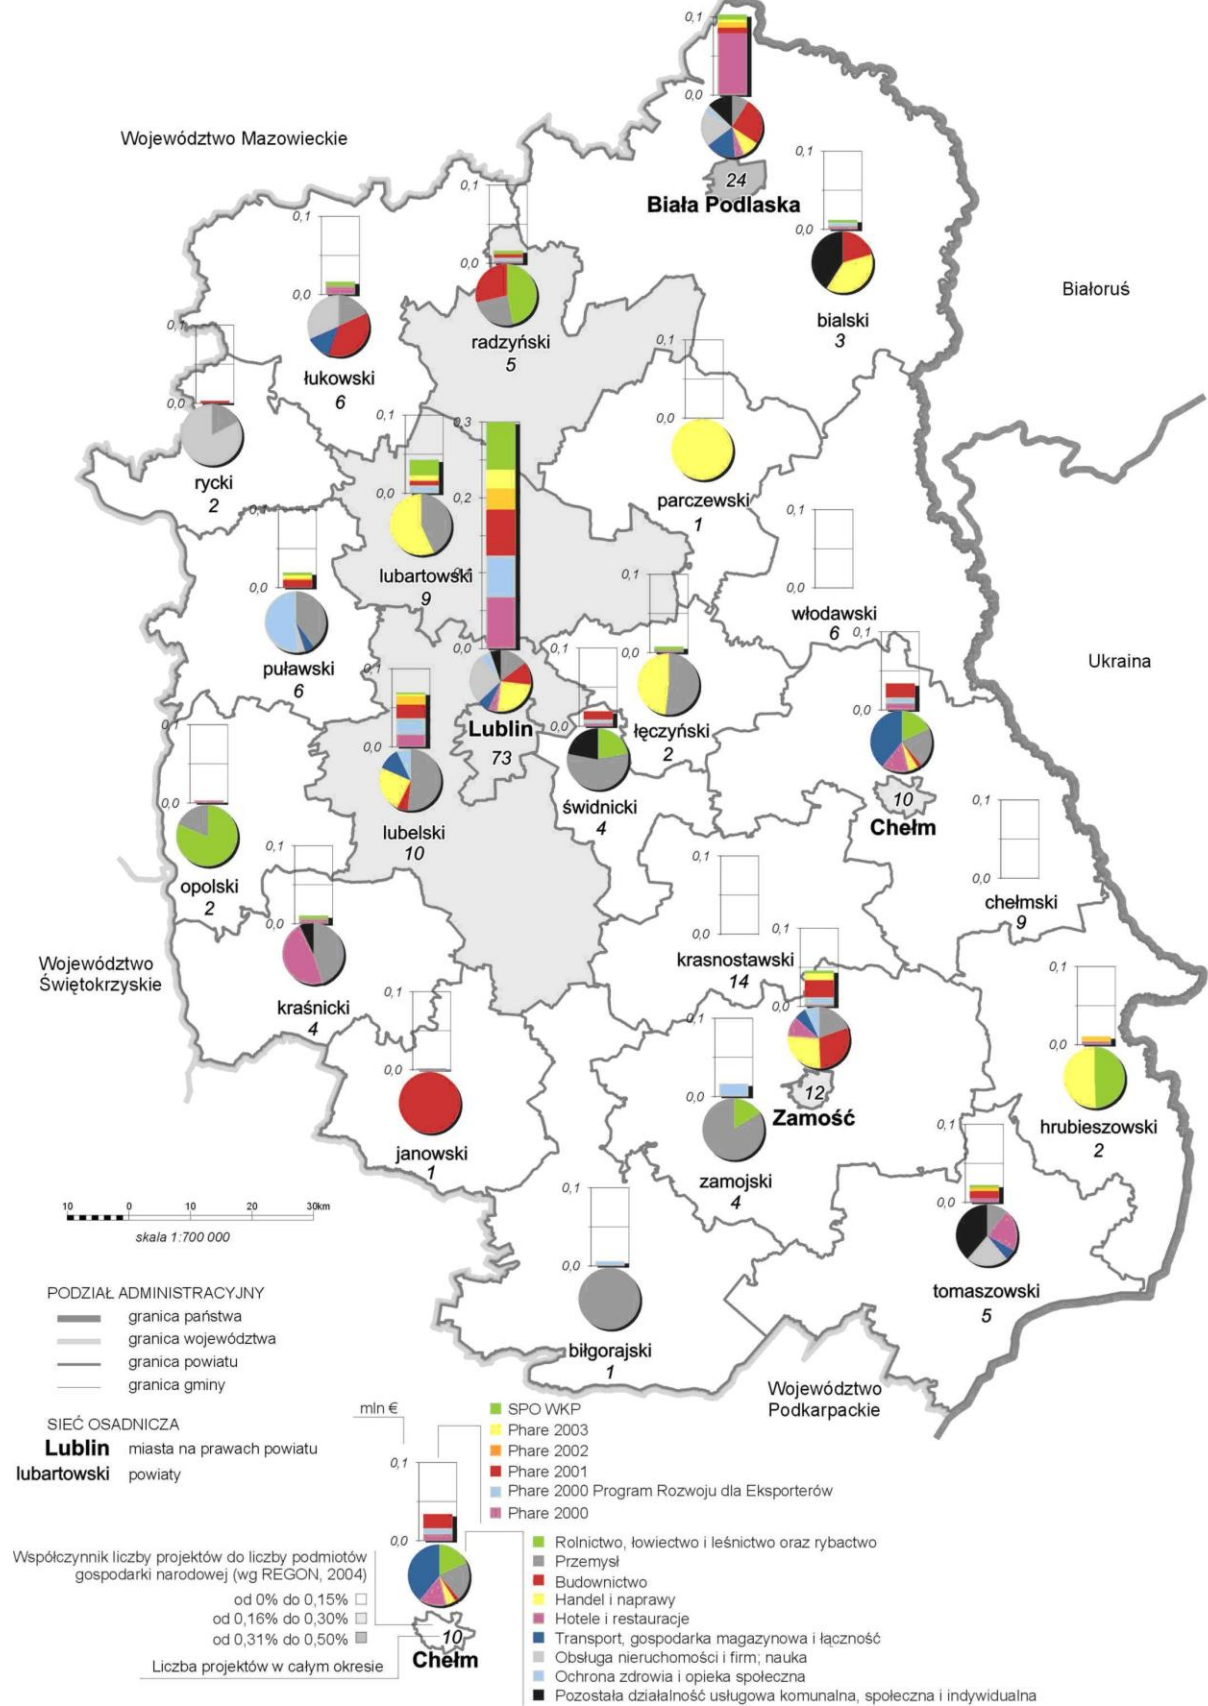 0,1
0,0
Województwo Mazowieckie
24
Biała Podlaska
0,1
0,0
bialski
3
Białoruś
0,1
0,0
radzyński
5
0,1
0,0
łukowski
6
0,1
0,0
rycki
2
0,1
0,0
parczewski
1
0,1
0,0
lubartowski
9
0,3
0,2
0,1
0,0
Lublin
73
0,1
0,0
puławski
6
0,1
0,0
włodawski
6
0,1
0,0
łęczyński
2
Ukraina
0,1
0,0
świdnicki
4
0,1
0,0
10
Chełm
0,1
0,0
lubelski
10
0,1
0,0
opolski
2
0,1
0,0
chełmski
9
0,1
0,0
kraśnicki
4
0,1
0,0
krasnostawski
14
Województwo
Świętokrzyskie
0,1
0,0
12
Zamość
0,1
0,0
hrubieszowski
2
0,1
0,0
janowski
1
0,1
0,0
zamojski
4
0,1
0,0
tomaszowski
5
0,1
0,0
biłgorajski
1
Województwo
Podkarpackie
10 0 10 20 30km
skala 1:700 000
PODZIAŁ ADMINISTRACYJNY
granica państwa
granica województwa
granica powiatu
granica gminy
SIEĆ OSADNICZA
Lublin miasta na prawach powiatu
lubartowski powiaty
mln €
0,1
0,0
SPO WKP
Phare 2003
Phare 2002
Phare 2001
Phare 2000 Program Rozwoju dla Eksporterów
Phare 2000
Współczynnik liczby projektów do liczby podmiotów
gospodarki narodowej (wg REGON, 2004)
od 0% do 0,15%
od 0,16% do 0,30%
od 0,31% do 0,50%
Liczba projektów w całym okresie
10
Chełm
Rolnictwo, łowiectwo i leśnictwo oraz rybactwo
Przemysł
Budownictwo
Handel i naprawy
Hotele i restauracje
Transport, gospodarka magazynowa i łączność
Obsługa nieruchomości i firm; nauka
Ochrona zdrowia i opieka społeczna
Pozostała działalność usługowa komunalna, społeczna i indywidualna